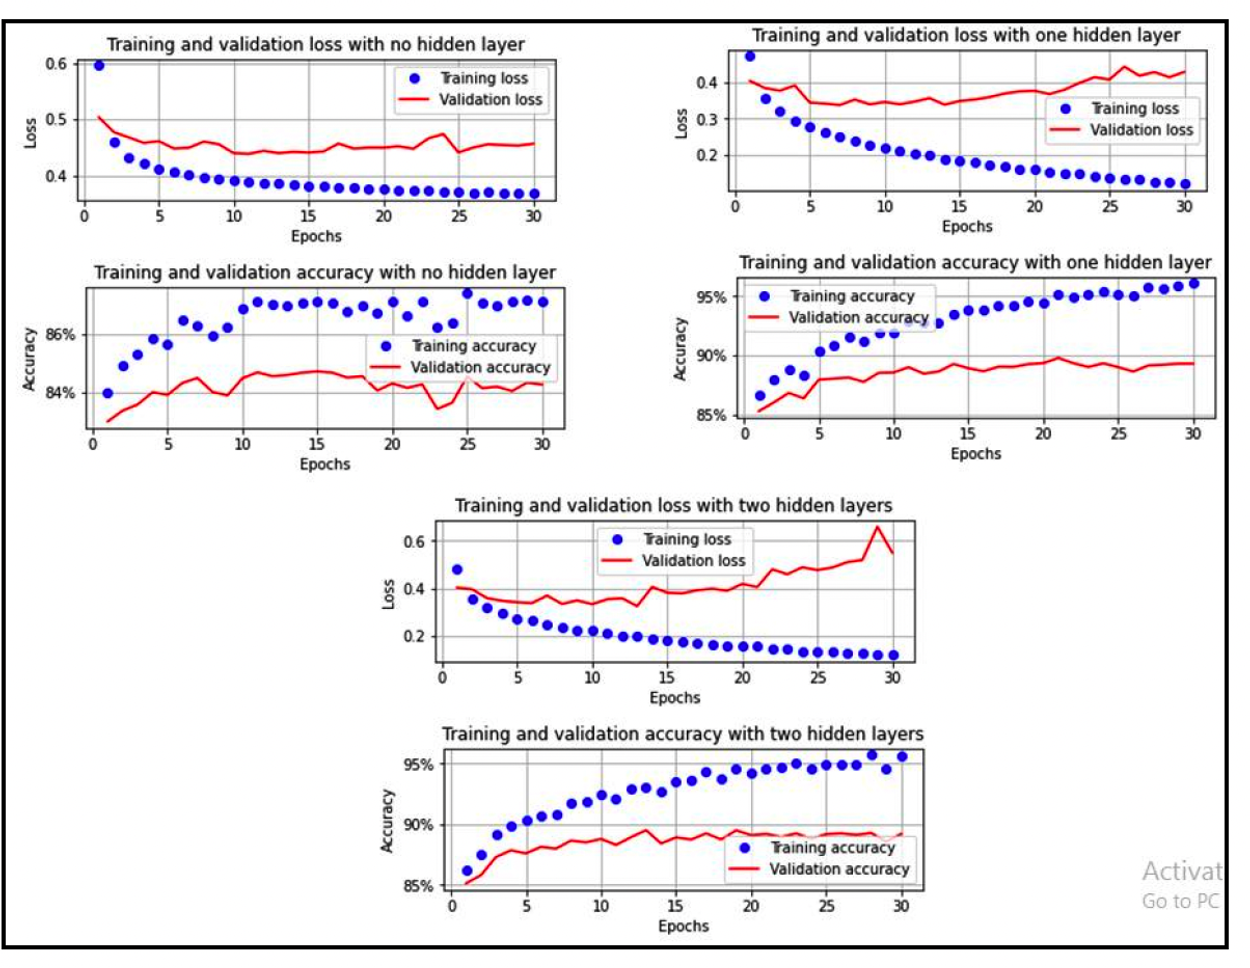 Training and validation loss with no hidden layer
0.6
0.5
0.4
Loss
Training loss
Validation loss
0 5 10 15 20 25 30
Epochs
Training and validation loss with one hidden layer
0.4
0.3
0.2
Loss
Training loss
Validation loss
0 5 10 15 20 25 30
Epochs
Training and validation accuracy with no hidden layer
86%
84%
Accuracy
Training accuracy
Validation accuracy
0 5 10 15 20 25 30
Epochs
Training and validation accuracy with one hidden layer
95%
90%
85%
Accuracy
Training accuracy
Validation accuracy
0 5 10 15 20 25 30
Epochs
Training and validation loss with two hidden layers
0.6
0.4
0.2
Loss
Training loss
Validation loss
0 5 10 15 20 25 30
Epochs
Training and validation accuracy with two hidden layers
95%
90%
85%
Accuracy
Training accuracy
Validation accuracy
0 5 10 15 20 25 30
Epochs
Activat
Go to PC